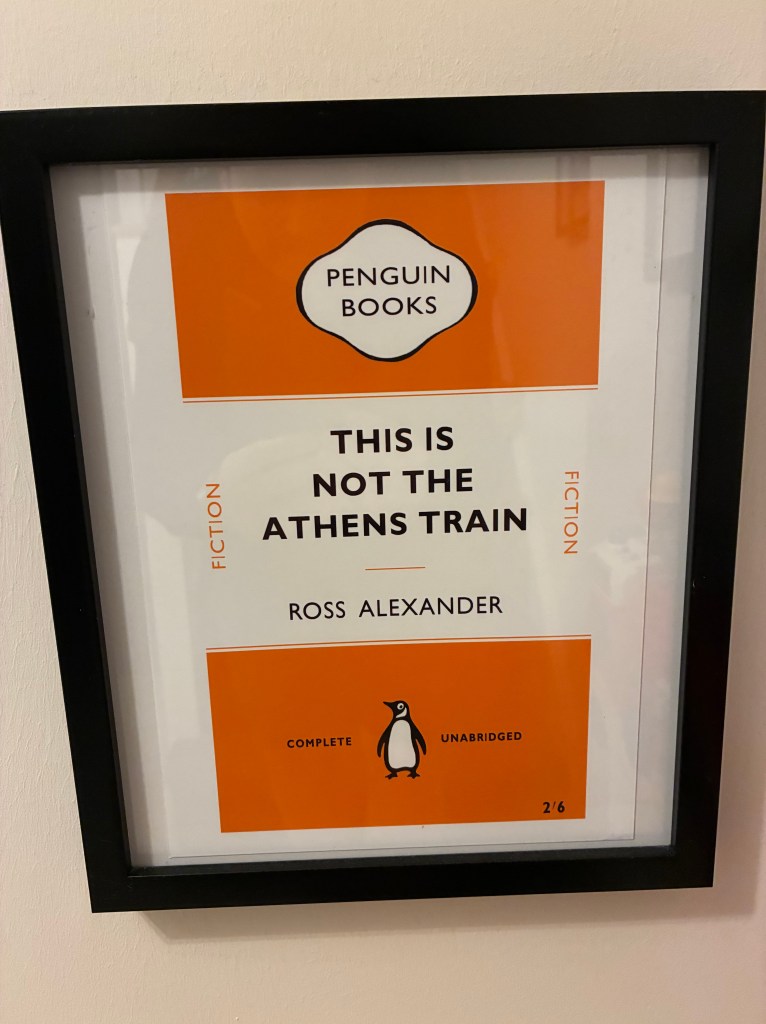 PENGUIN
BOOKS
THIS IS
NOT THE
ATHENS TRAIN
FICTION
FICTION
ROSS ALEXANDER
COMPLETE
UNABRIDGED
2/6